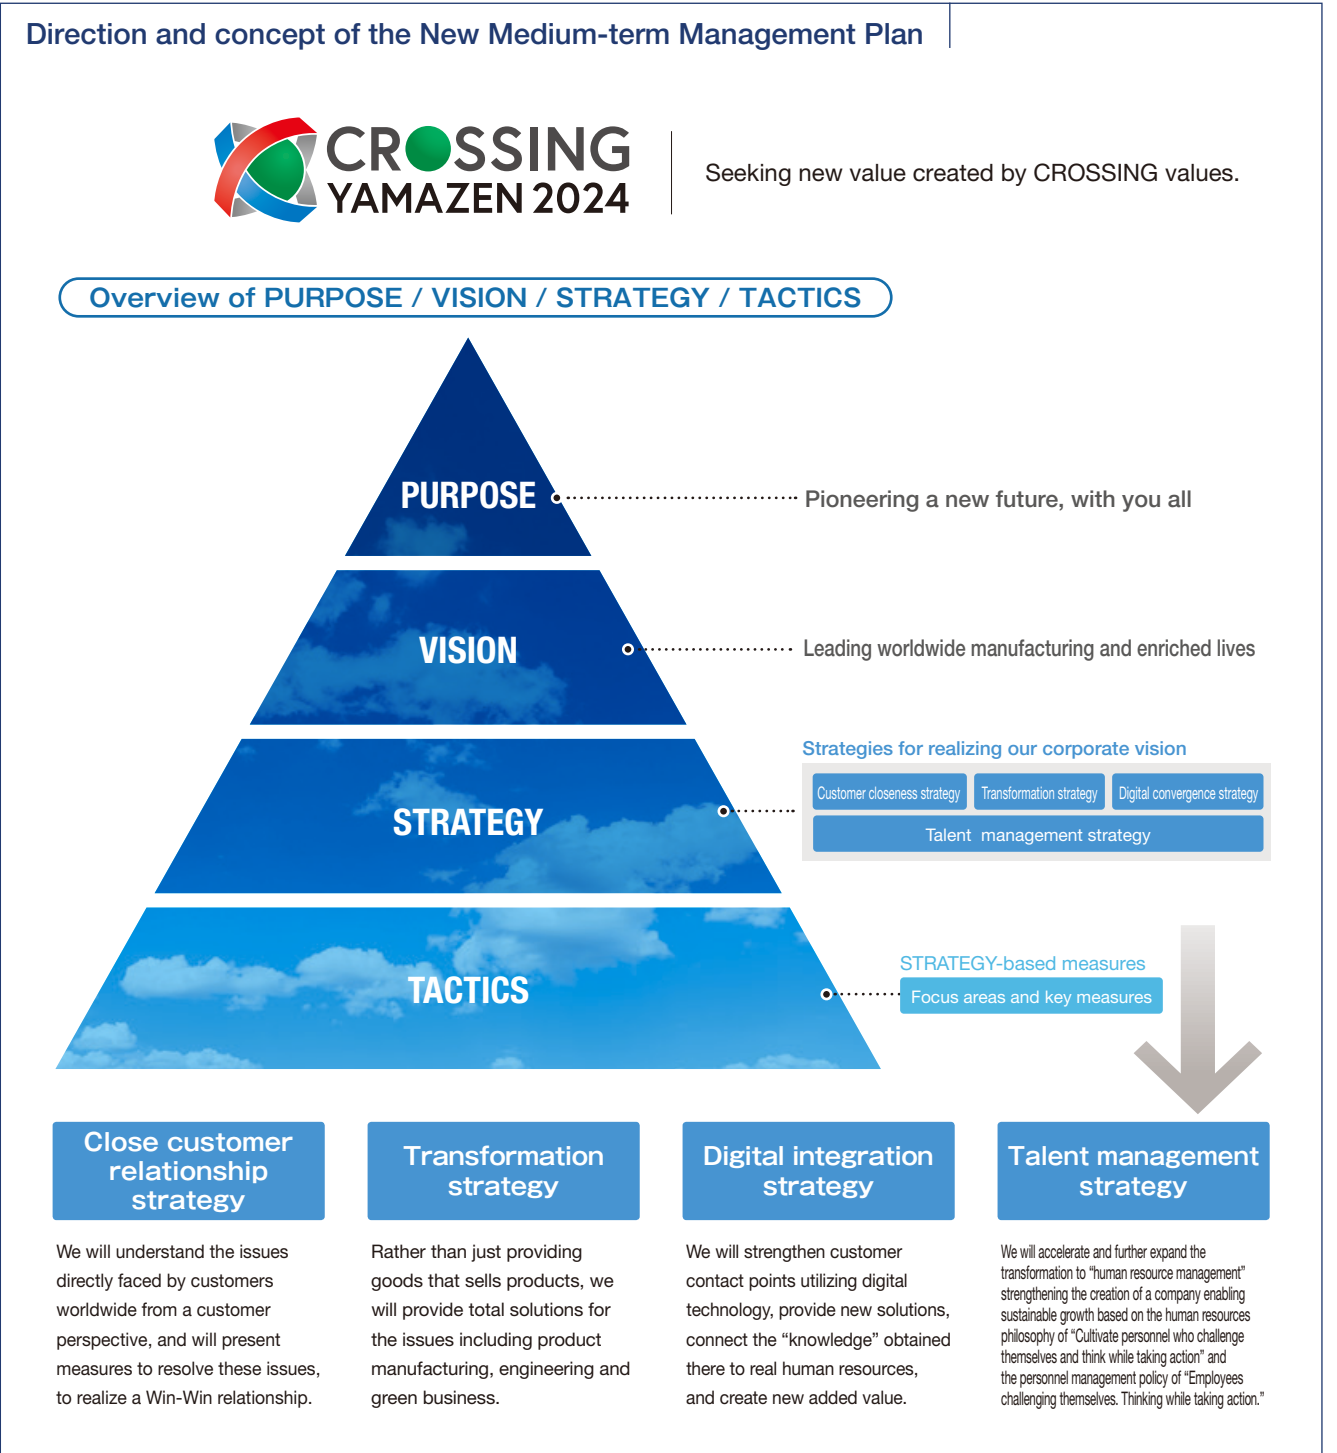 Direction and concept of the New Medium-term Management Plan
CROSSING
YAMAZEN 2024
Seeking new value created by CROSSING values.
Overview of PURPOSE / VISION / STRATEGY / TACTICS
PURPOSE
Pioneering a new future, with you all
VISION
Leading worldwide manufacturing and enriched lives
STRATEGY
Strategies for realizing our corporate vision
Customer closeness strategy
Transformation strategy
Digital convergence strategy
Talent management strategy
TACTICS
STRATEGY-based measures
Focus areas and key measures
Close customer
relationship
strategy
We will understand the issues
directly faced by customers
worldwide from a customer
perspective, and will present
measures to resolve these issues,
to realize a Win-Win relationship.
Transformation
strategy
Rather than just providing
goods that sells products, we
will provide total solutions for
the issues including product
manufacturing, engineering and
green business.
Digital integration
strategy
We will strengthen customer
contact points utilizing digital
technology, provide new solutions,
connect the “knowledge” obtained
there to real human resources,
and create new added value.
Talent management
strategy
We will accelerate and further expand the
transformation to “human resource management”
strengthening the creation of a company enabling
sustainable growth based on the human resources
philosophy of “Cultivate personnel who challenge
themselves and think while taking action” and
the personnel management policy of “Employees
challenging themselves. Thinking while taking action.”